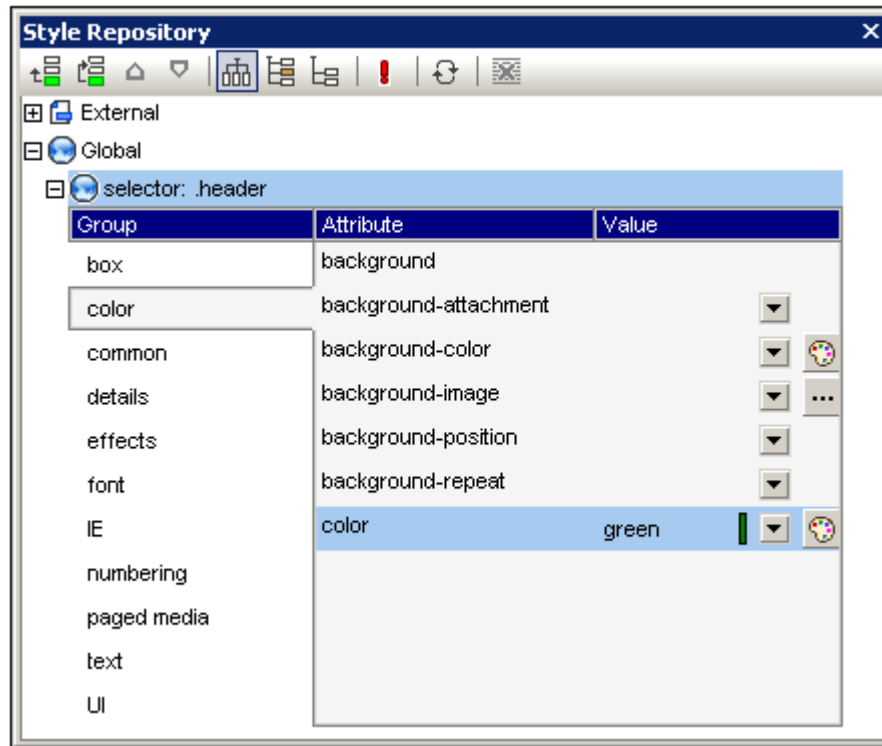 Style Repository
External
Global
selector: .header
Group Attribute Value
box background
color background-attachment
common background-color
details background-image
effects background-position
font background-repeat
IE color green
numbering
paged media
text
UI